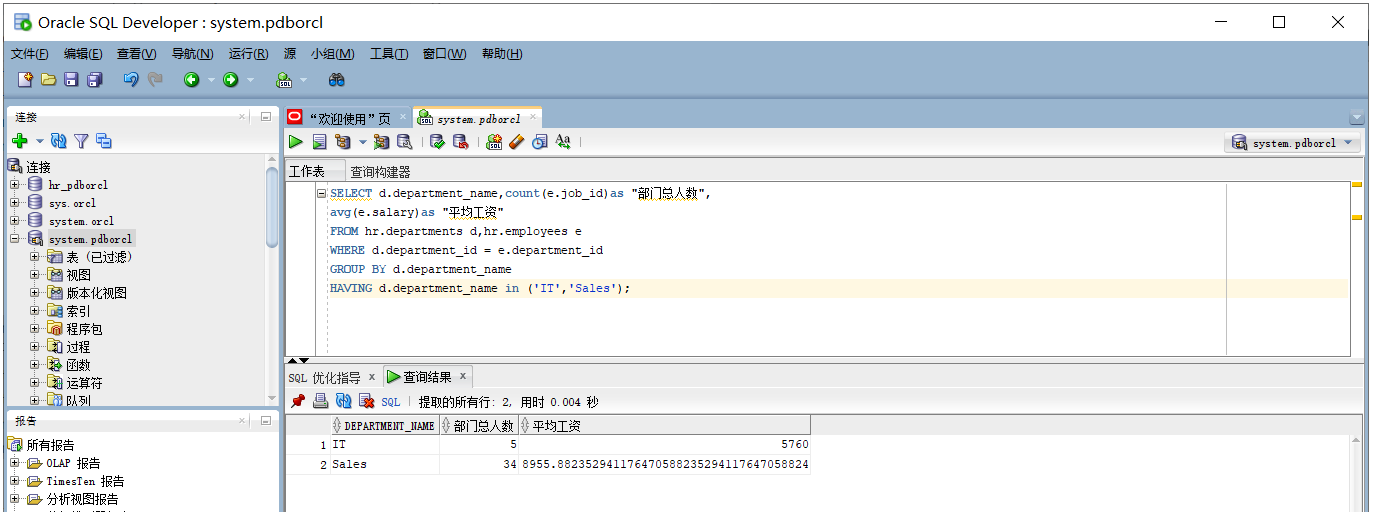 Oracle SQL Developer : system.pdborcl
文件(F) 编辑(E) 查看(V) 导航(N) 运行(R) 源 小组(M) 工具(T) 窗口(W) 帮助(H)
连接
连接
hr_pdborcl
sys.orcl
system.orcl
system.pdborcl
表 (已过滤)
视图
版本化视图
索引
程序包
过程
函数
运算符
队列
报告
所有报告
OLAP 报告
TimesTen 报告
分析视图报告
“欢迎使用”页 system.pdborcl
system.pdborcl
工作表 查询构建器
SELECT d.department_name,count(e.job_id)as "部门总人数",
avg(e.salary)as "平均工资"
FROM hr.departments d,hr.employees e
WHERE d.department_id = e.department_id
GROUP BY d.department_name
HAVING d.department_name in ('IT','Sales');
SQL 优化指导 查询结果
SQL 提取的所有行: 2, 用时 0.004 秒
DEPARTMENT_NAME 部门总人数 平均工资
1 IT 5 5760
2 Sales 34 8955.88235294117647058823529411764705882​4